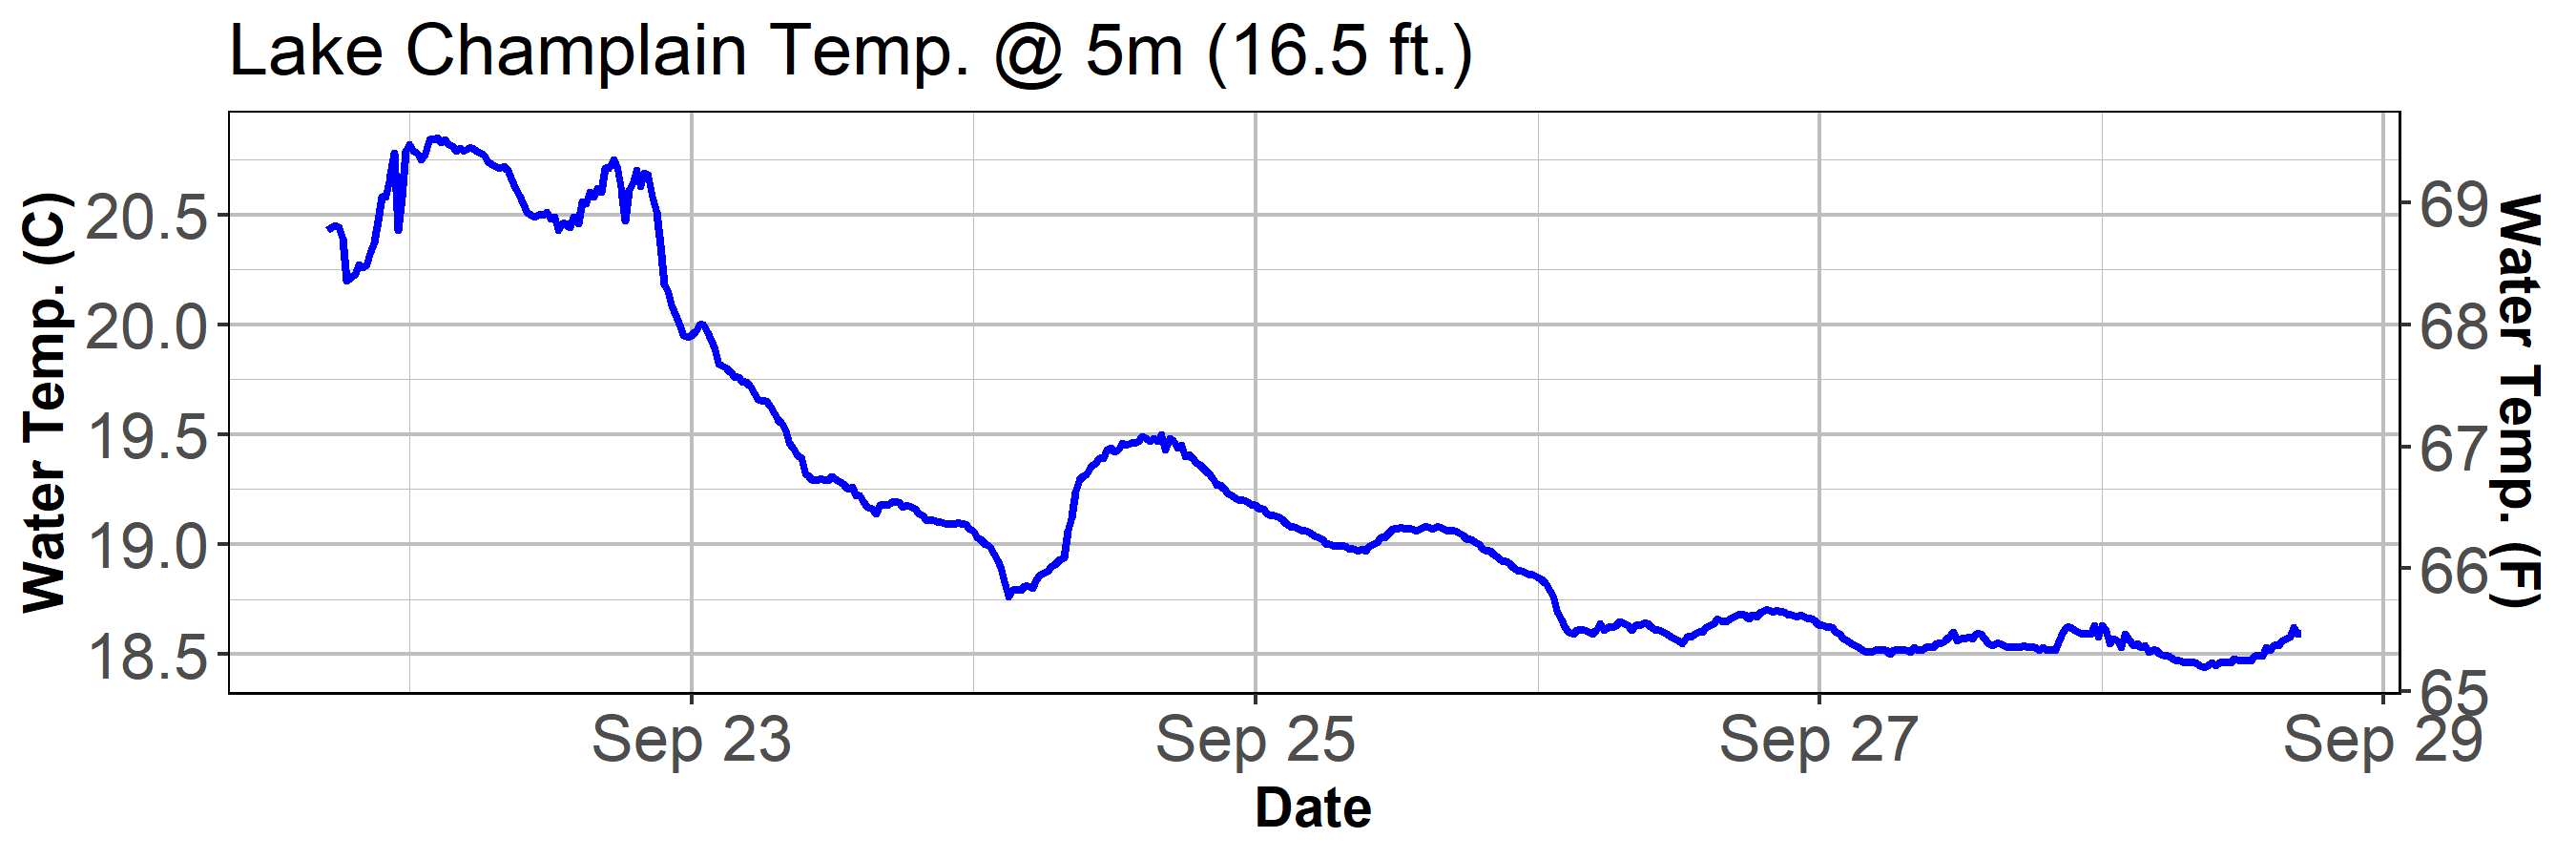 Lake Champlain Temp. @ 5m (16.5 ft.)
Water Temp. (C)
20.5
20.0
19.5
19.0
18.5
69
68
67
66
65
Water Temp. (F)
Sep 23
Sep 25
Sep 27
Sep 29
Date